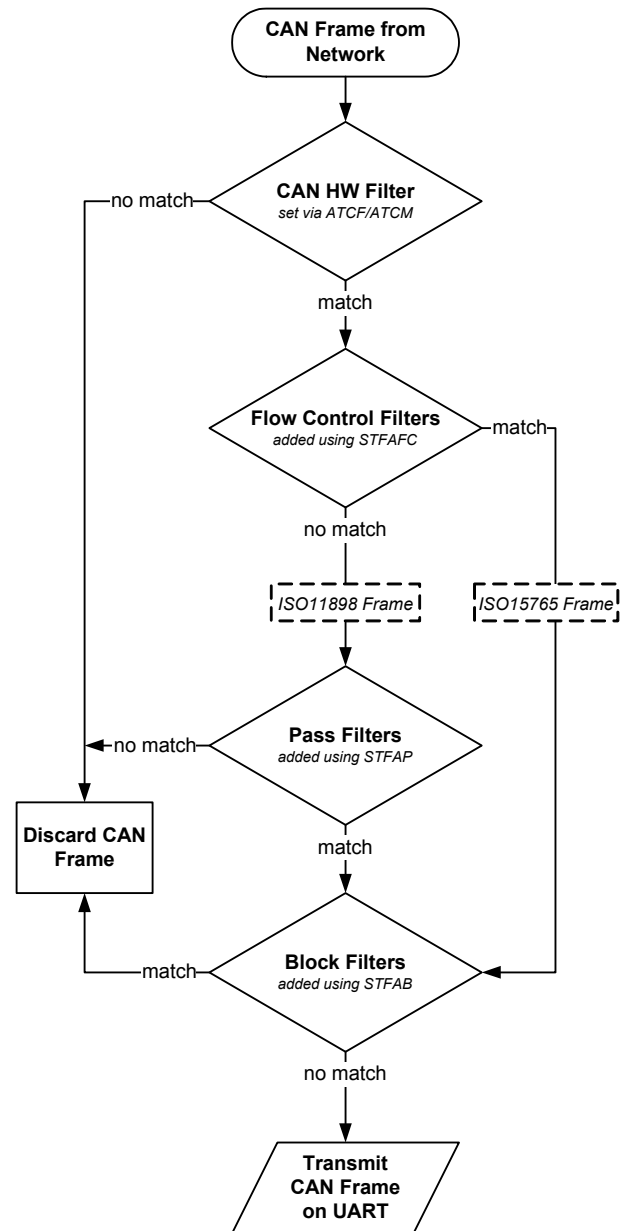 CAN Frame from
Network
CAN HW Filter
set via ATCF/ATCM
no match
match
Flow Control Filters
added using STFAFC
match
no match
ISO11898 Frame
ISO15765 Frame
Pass Filters
added using STFAP
no match
Discard CAN
Frame
match
Block Filters
added using STFAB
match
no match
Transmit
CAN Frame
on UART